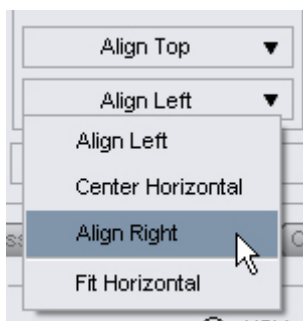 Align Top
Align Left
Align Left
Center Horizontal
Align Right
Fit Horizontal